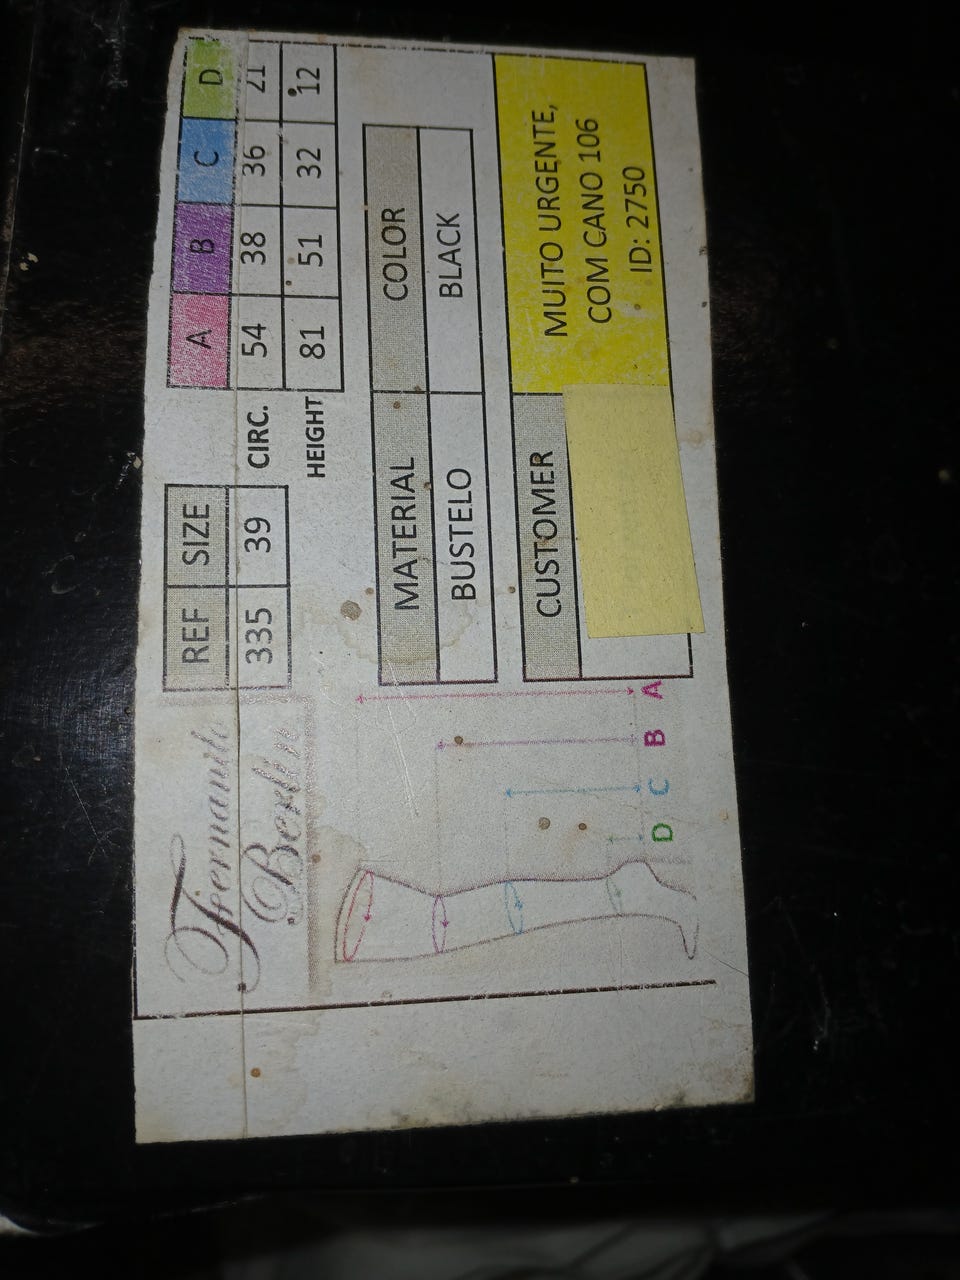 Fernando
Berlin
REF SIZE
335 39
A B C D
CIRC. 54 38 36 21
HEIGHT 81 51 32 12
MATERIAL COLOR
BUSTELO BLACK
CUSTOMER
MUITO URGENTE,
COM CANO 106
ID: 2750
A
B
C
D